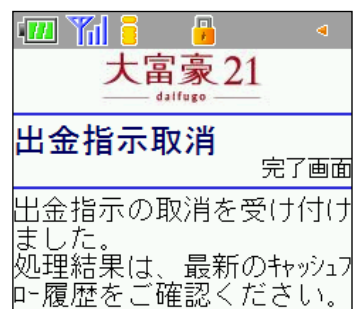 大富豪21
daifugo
出金指示取消
完了画面
出金指示の取消を受け付け
ました。
処理結果は、最新のｷｬｯｼｭﾌ
ﾛｰ履歴をご確認ください。